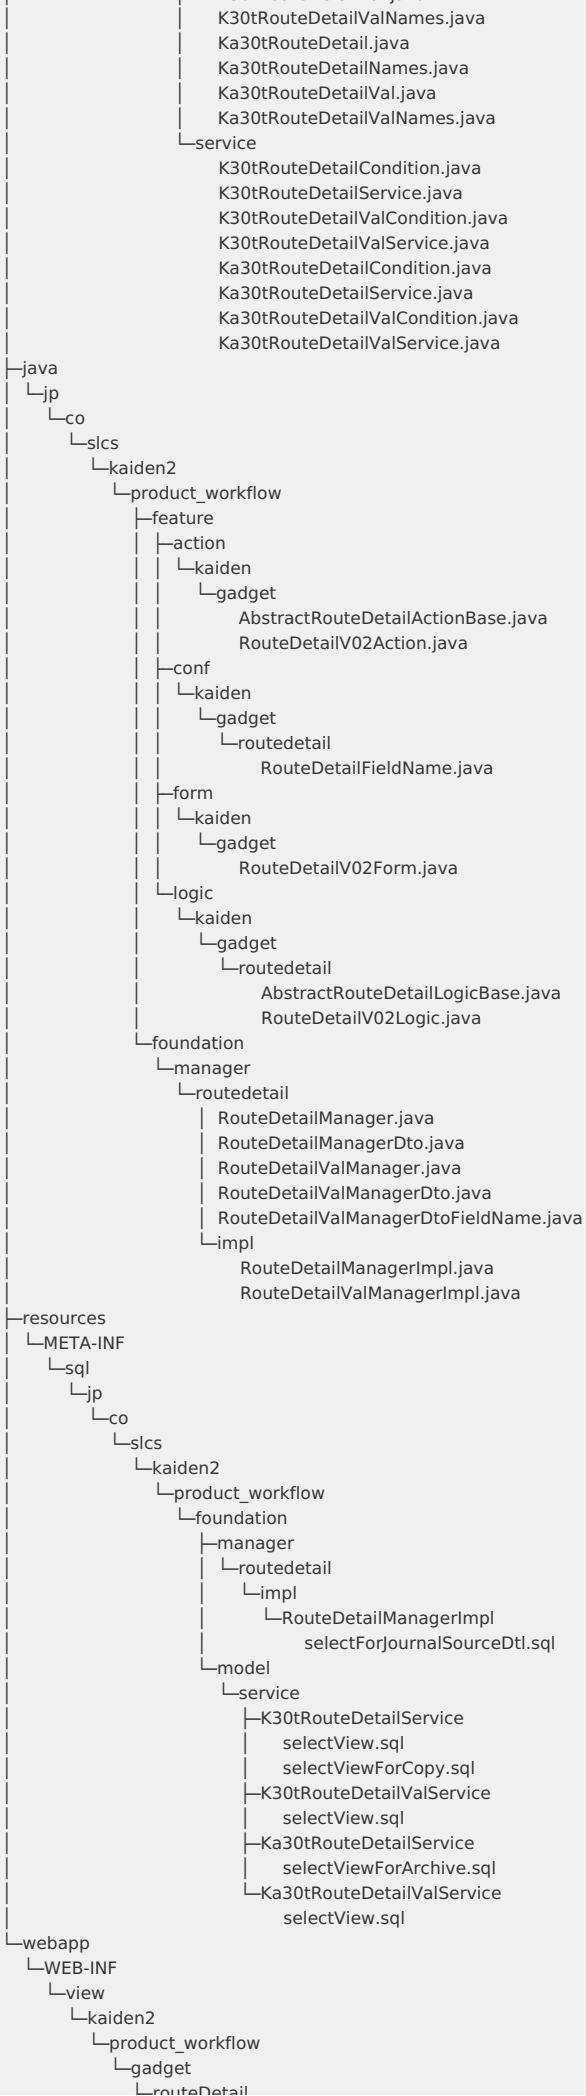 │ │ K30tRouteDetailValNames.java
│ │ Ka30tRouteDetail.java
│ │ Ka30tRouteDetailNames.java
│ │ Ka30tRouteDetailVal.java
│ │ Ka30tRouteDetailValNames.java
│ └─service
│ K30tRouteDetailCondition.java
│ K30tRouteDetailService.java
│ K30tRouteDetailValCondition.java
│ K30tRouteDetailValService.java
│ Ka30tRouteDetailCondition.java
│ Ka30tRouteDetailService.java
│ Ka30tRouteDetailValCondition.java
│ Ka30tRouteDetailValService.java
├─java
│ └─jp
│ └─co
│ └─slcs
│ └─kaiden2
│ └─product_workflow
│ ├─feature
│ │ ├─action
│ │ │ └─kaiden
│ │ │ └─gadget
│ │ │ AbstractRouteDetailActionBase.java
│ │ │ RouteDetailV02Action.java
│ │ ├─conf
│ │ │ └─kaiden
│ │ │ └─gadget
│ │ │ └─routedetail
│ │ │ RouteDetailFieldName.java
│ │ ├─form
│ │ │ └─kaiden
│ │ │ └─gadget
│ │ │ RouteDetailV02Form.java
│ │ └─logic
│ │ └─kaiden
│ │ └─gadget
│ │ └─routedetail
│ │ AbstractRouteDetailLogicBase.java
│ │ RouteDetailV02Logic.java
│ └─foundation
│ └─manager
│ └─routedetail
│ │ RouteDetailManager.java
│ │ RouteDetailManagerDto.java
│ │ RouteDetailValManager.java
│ │ RouteDetailValManagerDto.java
│ │ RouteDetailValManagerDtoFieldName.java
│ └─impl
│ RouteDetailManagerImpl.java
│ RouteDetailValManagerImpl.java
├─resources
│ └─META-INF
│ └─sql
│ └─jp
│ └─co
│ └─slcs
│ └─kaiden2
│ └─product_workflow
│ └─foundation
│ ├─manager
│ │ └─routedetail
│ │ └─impl
│ │ └─RouteDetailManagerImpl
│ │ selectForJournalSourceDtl.sql
│ └─model
│ └─service
│ ├─K30tRouteDetailService
│ │ selectView.sql
│ │ selectViewForCopy.sql
│ ├─K30tRouteDetailValService
│ │ selectView.sql
│ ├─Ka30tRouteDetailService
│ │ selectViewForArchive.sql
│ └─Ka30tRouteDetailValService
│ selectView.sql
└─webapp
└─WEB-INF
└─view
└─kaiden2
└─product_workflow
└─gadget
└─routeDetail